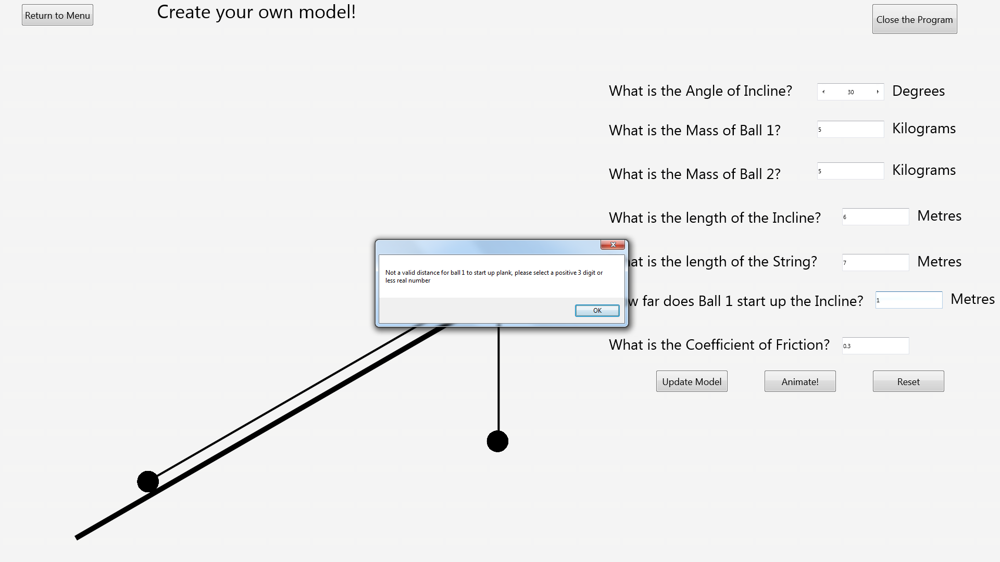 Return to Menu
Create your own model!
Close the Program
What is the Angle of Incline?
30
Degrees
What is the Mass of Ball 1?
5
Kilograms
What is the Mass of Ball 2?
5
Kilograms
What is the length of the Incline?
6
Metres
Not a valid distance for ball 1 to start up plank, please select a positive 3 digit or
less real number
OK
is the length of the String?
7
Metres
far does Ball 1 start up the Incline?
1
Metres
What is the Coefficient of Friction?
0.3
Update Model
Animate!
Reset